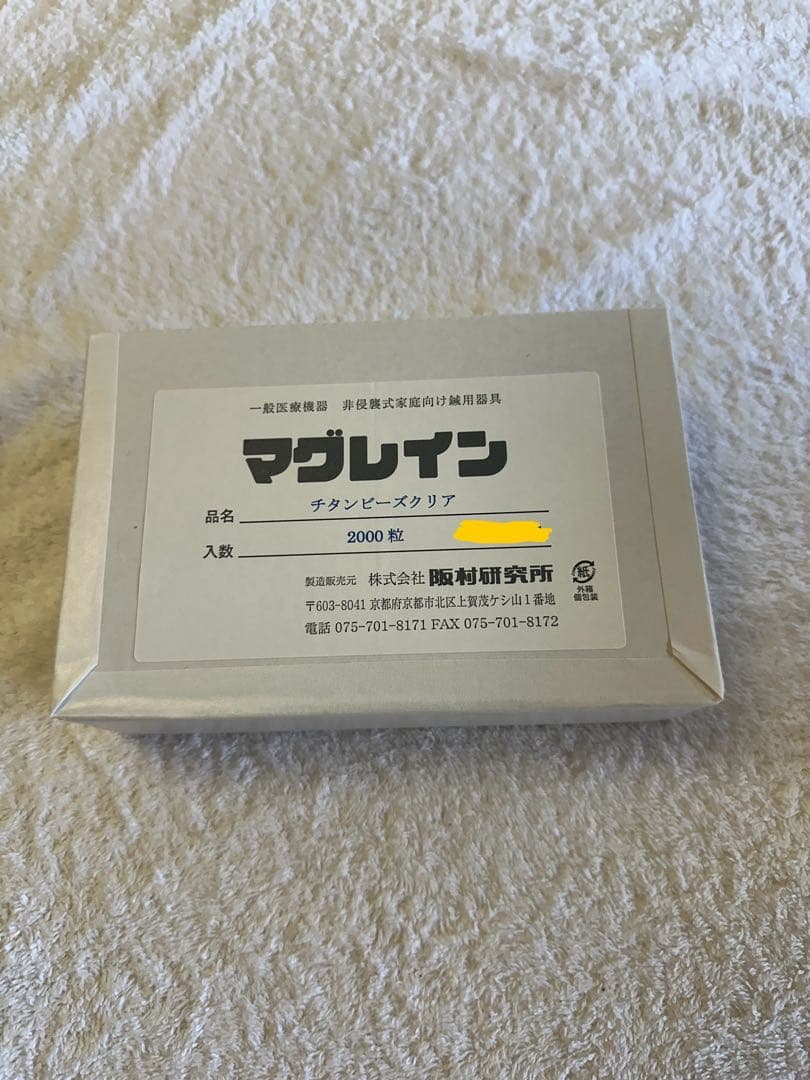 一般医療機器　非侵襲式家庭向け鍼用器具
マグレイン
品名 チタンビーズクリア
入数 2000 粒
製造販売元 株式会社 阪村研究所
〒603-8041 京都府京都市北区上賀茂ケシ山1番地
電話 075-701-8171 FAX 075-701-8172
紙
外箱
個包装